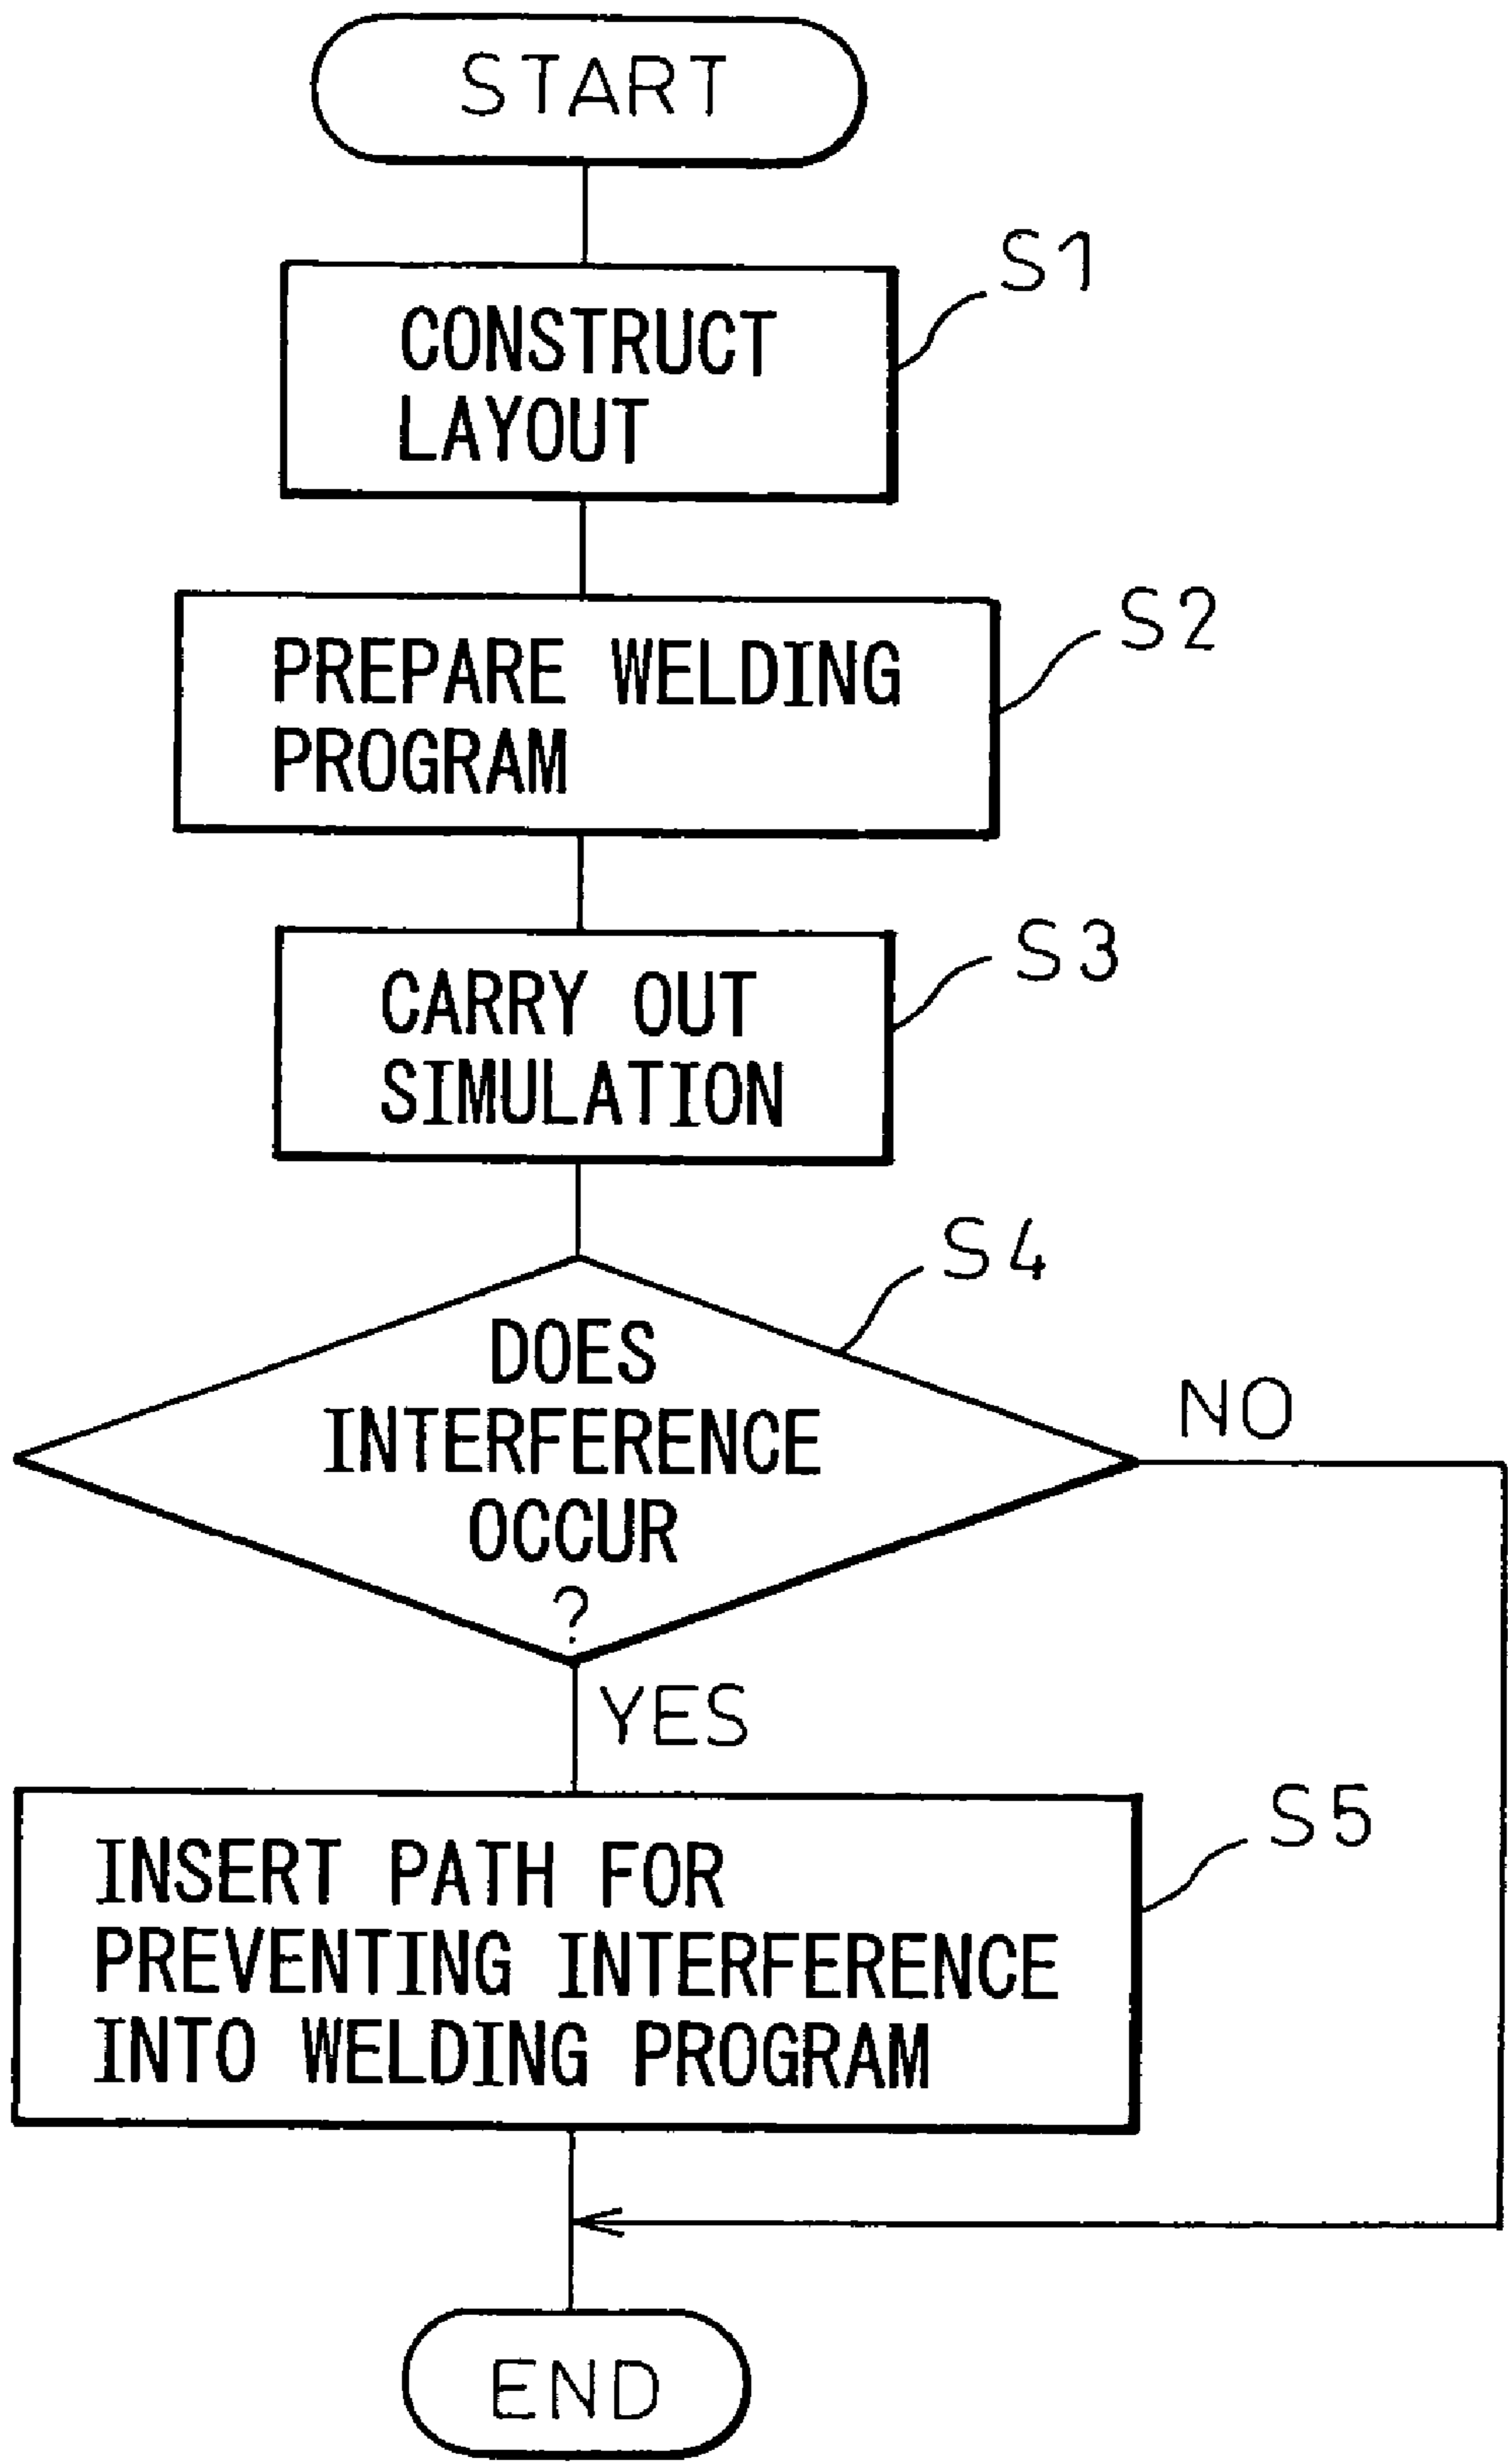 START
S1
CONSTRUCT
LAYOUT
S2
PREPARE WELDING
PROGRAM
S3
CARRY OUT
SIMULATION
S4
DOES
INTERFERENCE
OCCUR
?
NO
YES
S5
INSERT PATH FOR
PREVENTING INTERFERENCE
INTO WELDING PROGRAM
END